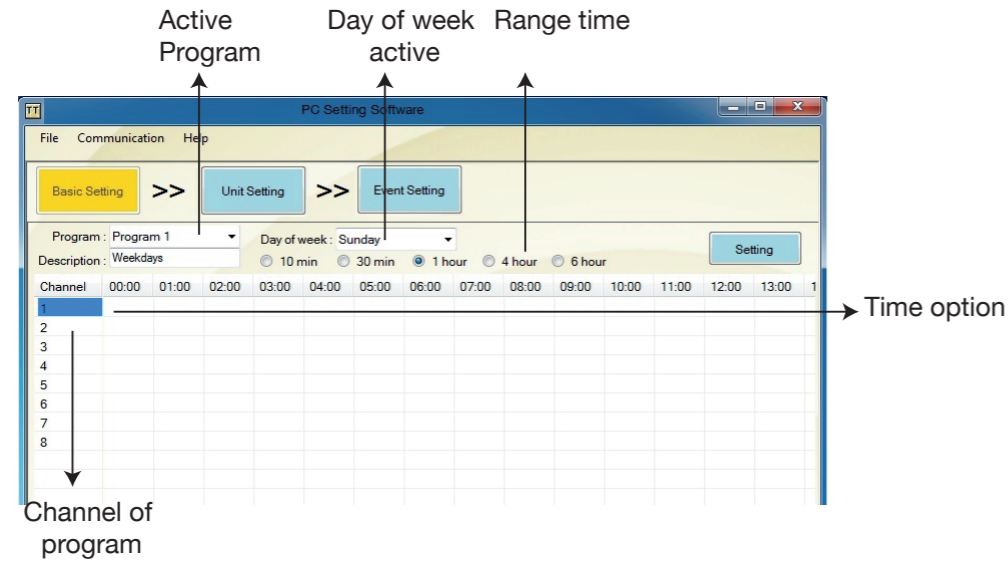 Active
Program
Day of week
active
Range time
TT
PC Setting Software
File Communication Help
Basic Setting >> Unit Setting >> Event Setting
Program : Program 1 Day of week : Sunday
Description : Weekdays 10 min 30 min 1 hour 4 hour 6 hour
Setting
Channel 00:00 01:00 02:00 03:00 04:00 05:00 06:00 07:00 08:00 09:00 10:00 11:00 12:00 13:00 1
1
Time option
2
3
4
5
6
7
8
Channel of
program